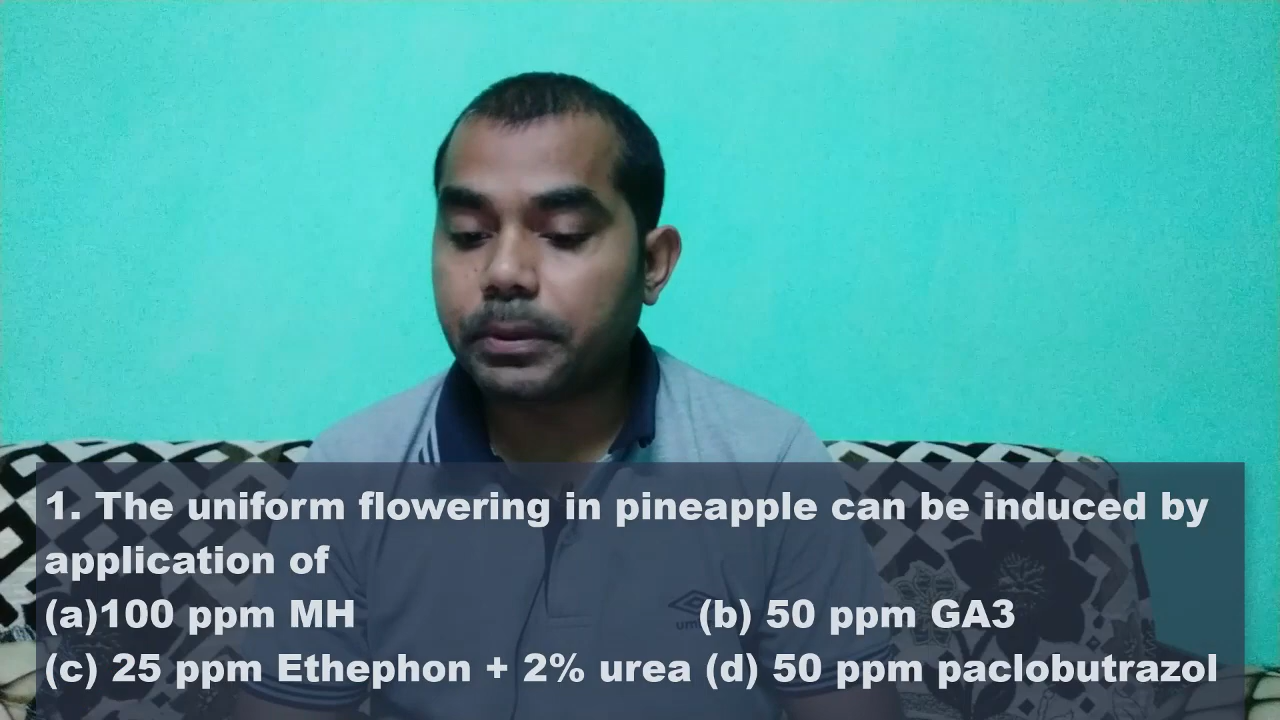 1. The uniform flowering in pineapple can be induced by
application of
(a)100 ppm MH (b) 50 ppm GA3
(c) 25 ppm Ethephon + 2% urea (d) 50 ppm paclobutrazol